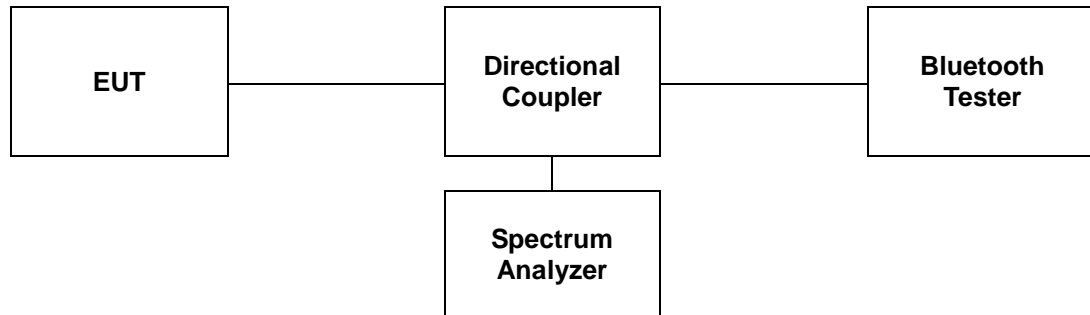 EUT
Directional
Coupler
Bluetooth
Tester
Spectrum
Analyzer